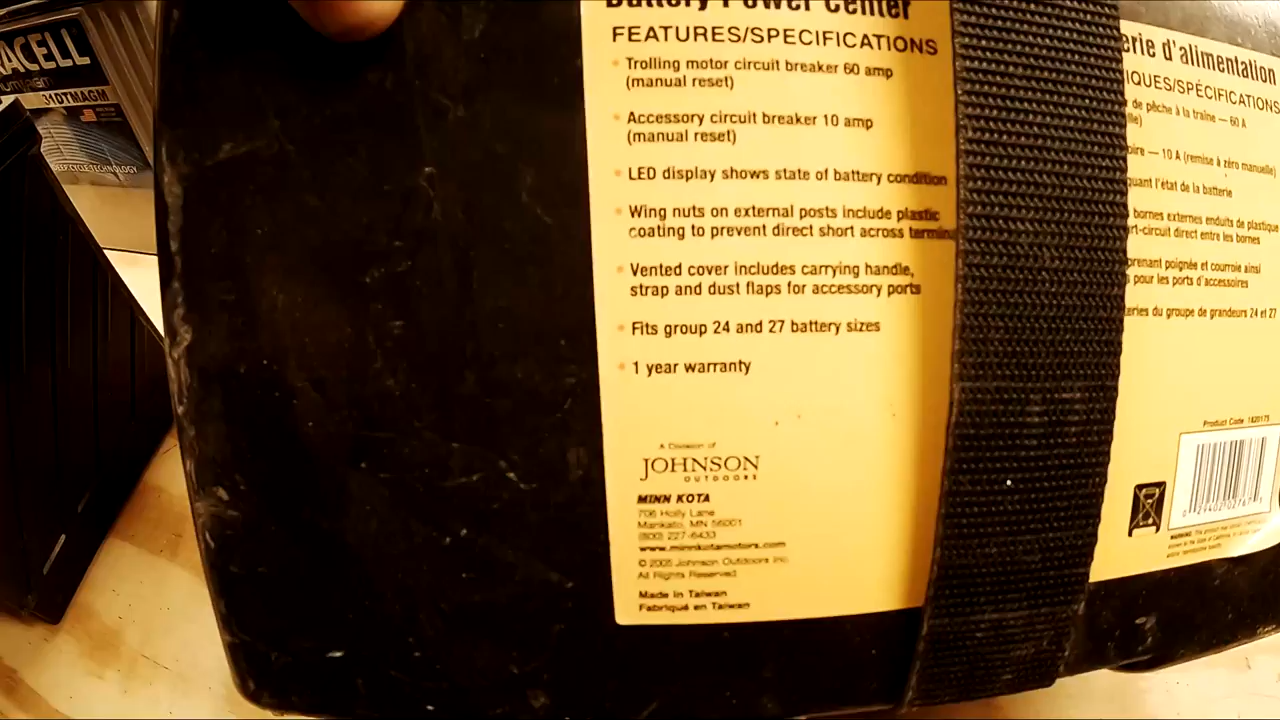 RACELL
31DTMAGM
DEEP CYCLE TECHNOLOGY
Battery Power Center
FEATURES/SPECIFICATIONS
Trolling motor circuit breaker 60 amp
(manual reset)
Accessory circuit breaker 10 amp
(manual reset)
LED display shows state of battery condition
Wing nuts on external posts include plastic
coating to prevent direct short across
Vented cover includes carrying handle,
strap and dust flaps for accessory ports
Fits group 24 and 27 battery sizes
1 year warranty
A Division of
JOHNSON
OUTDOORS
MINN KOTA
706 Holly Lane
Mankato, MN 56001
(800) 227-6433
www.minnkotamotors.com
© 2005 Johnson Outdoors Inc.
All Rights Reserved.
Made in Taiwan
Fabriqué en Taiwan
erie d'alimentation
IQUES/SPÉCIFICATIONS
de pêche à la traîne — 60 A
oire — 10 A (remise à zéro manuelle)
quant l'état de la batterie
bornes externes enduits de plastique
rt-circuit direct entre les bornes
prenant poignée et courroie ainsi
pour les ports d'accessoires
teries du groupe de grandeurs 24 et 27
Product Code 1820175